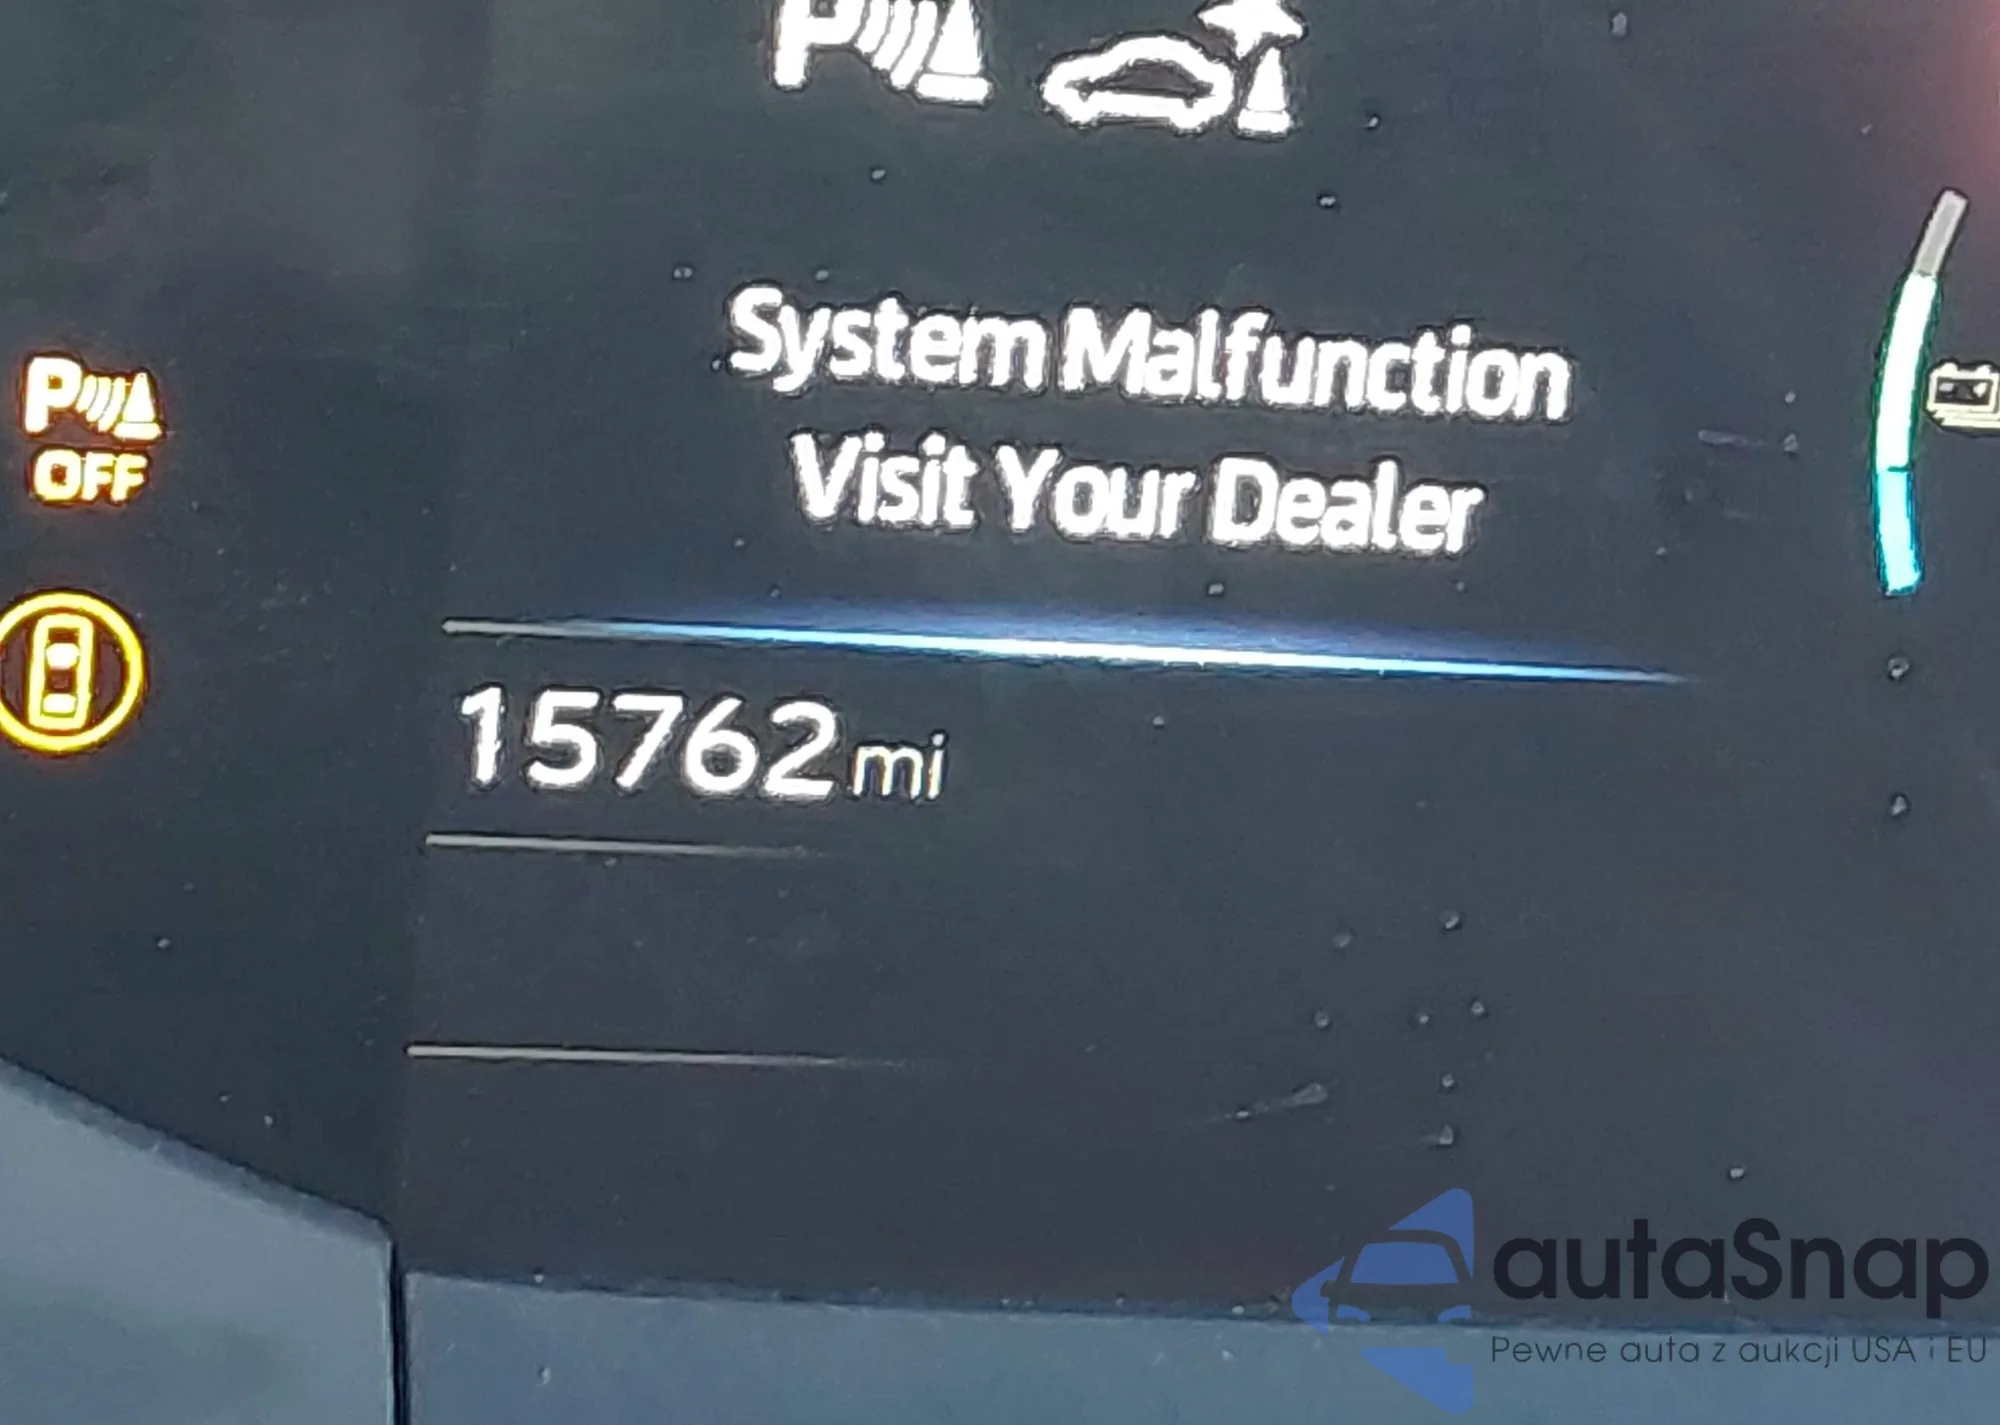 P
System Malfunction
Visit Your Dealer
P
OFF
15762 mi
autaSnap
Pewne auta z aukcji USA i EU